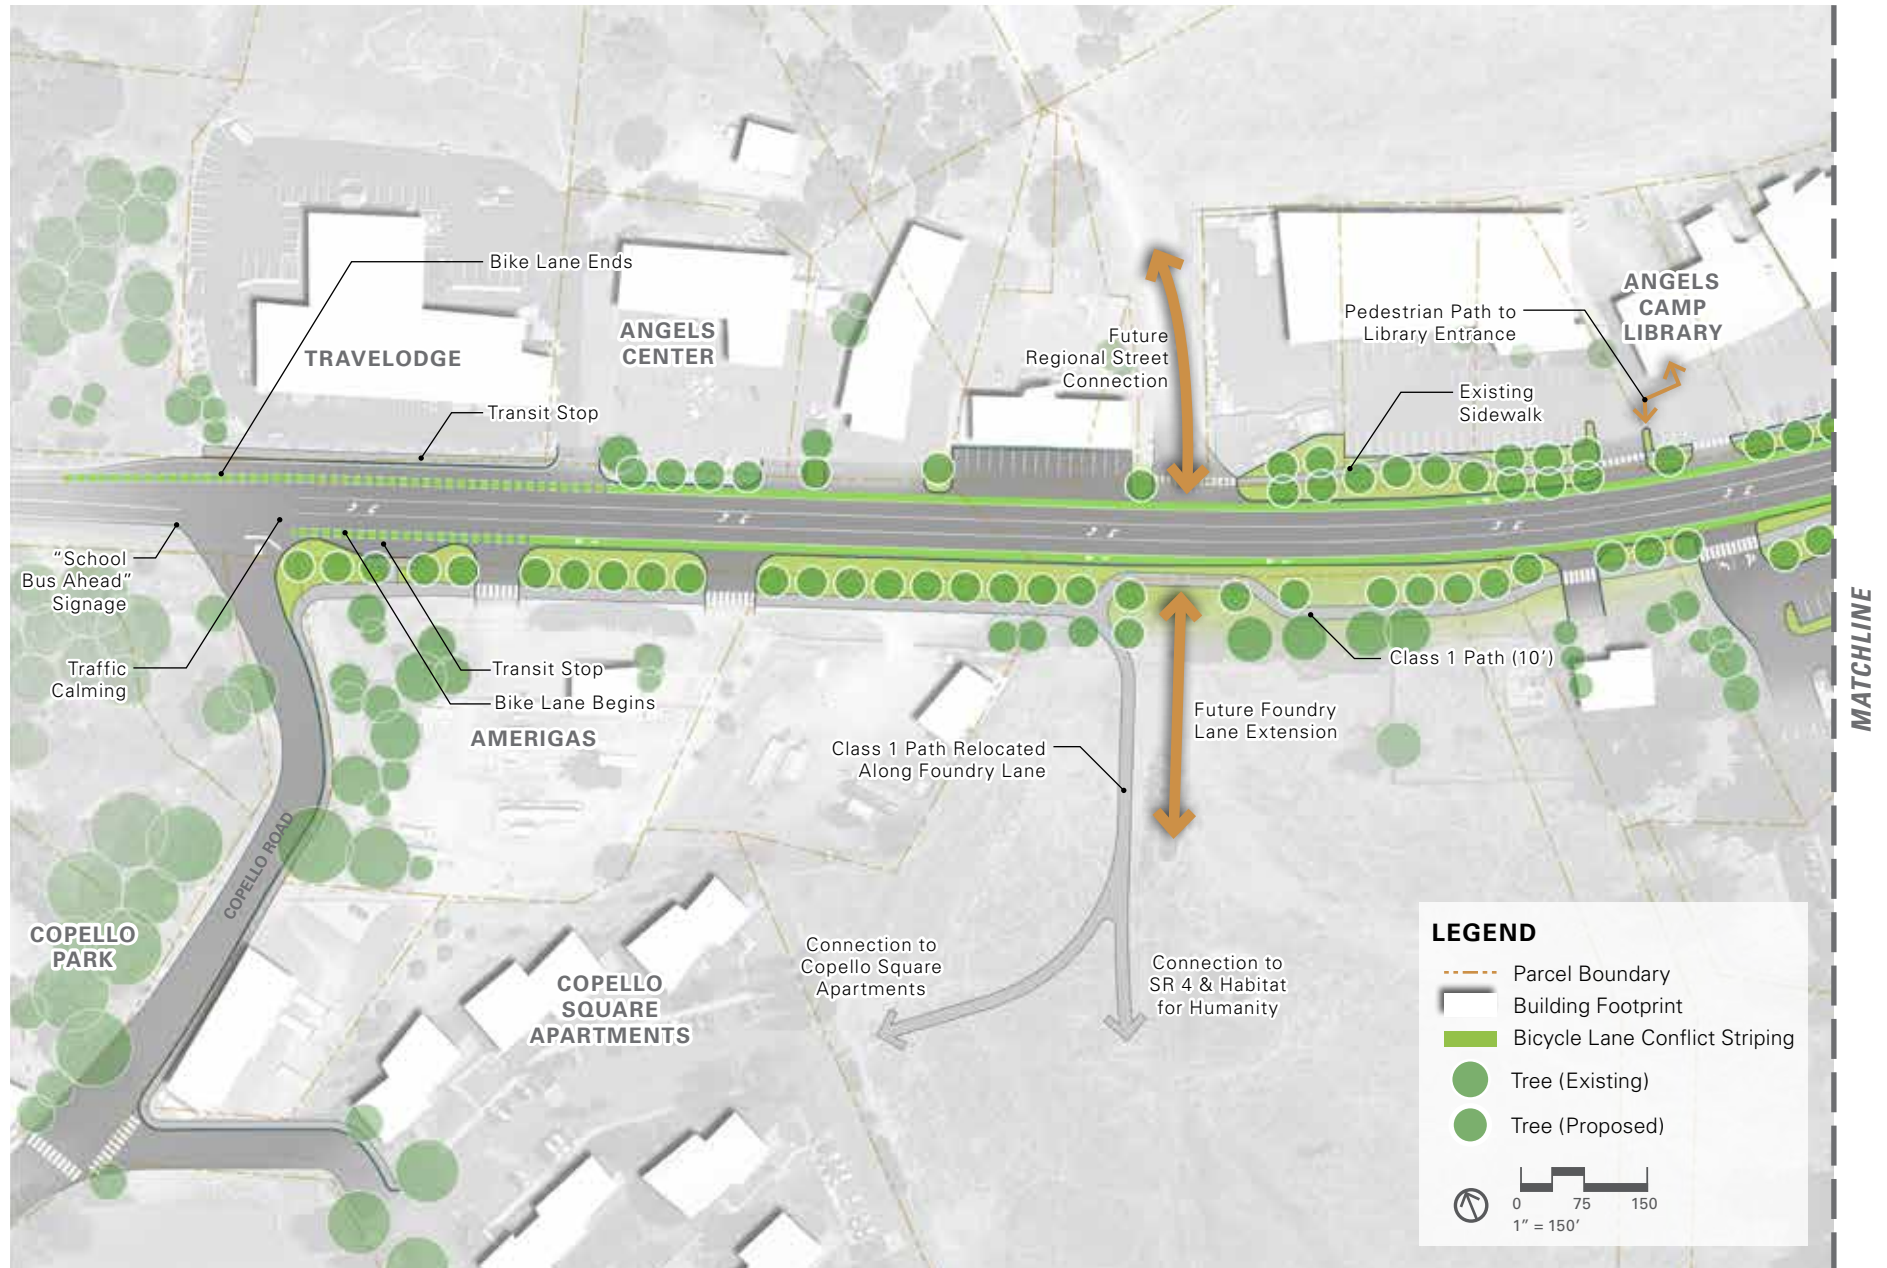 Bike Lane Ends
TRAVELODGE
ANGELS
CENTER
Transit Stop
Future
Regional Street
Connection
Pedestrian Path to
Library Entrance
ANGELS
CAMP
LIBRARY
Existing
Sidewalk
“School
Bus Ahead”
Signage
Traffic
Calming
Transit Stop
Bike Lane Begins
AMERIGAS
Class 1 Path Relocated
Along Foundry Lane
Future Foundry
Lane Extension
Class 1 Path (10’)
MATCHLINE
COPELLO ROAD
COPELLO
PARK
COPELLO
SQUARE
APARTMENTS
Connection to
Copello Square
Apartments
Connection to
SR 4 & Habitat
for Humanity
LEGEND
Parcel Boundary
Building Footprint
Bicycle Lane Conflict Striping
Tree (Existing)
Tree (Proposed)
0 75 150
1” = 150’